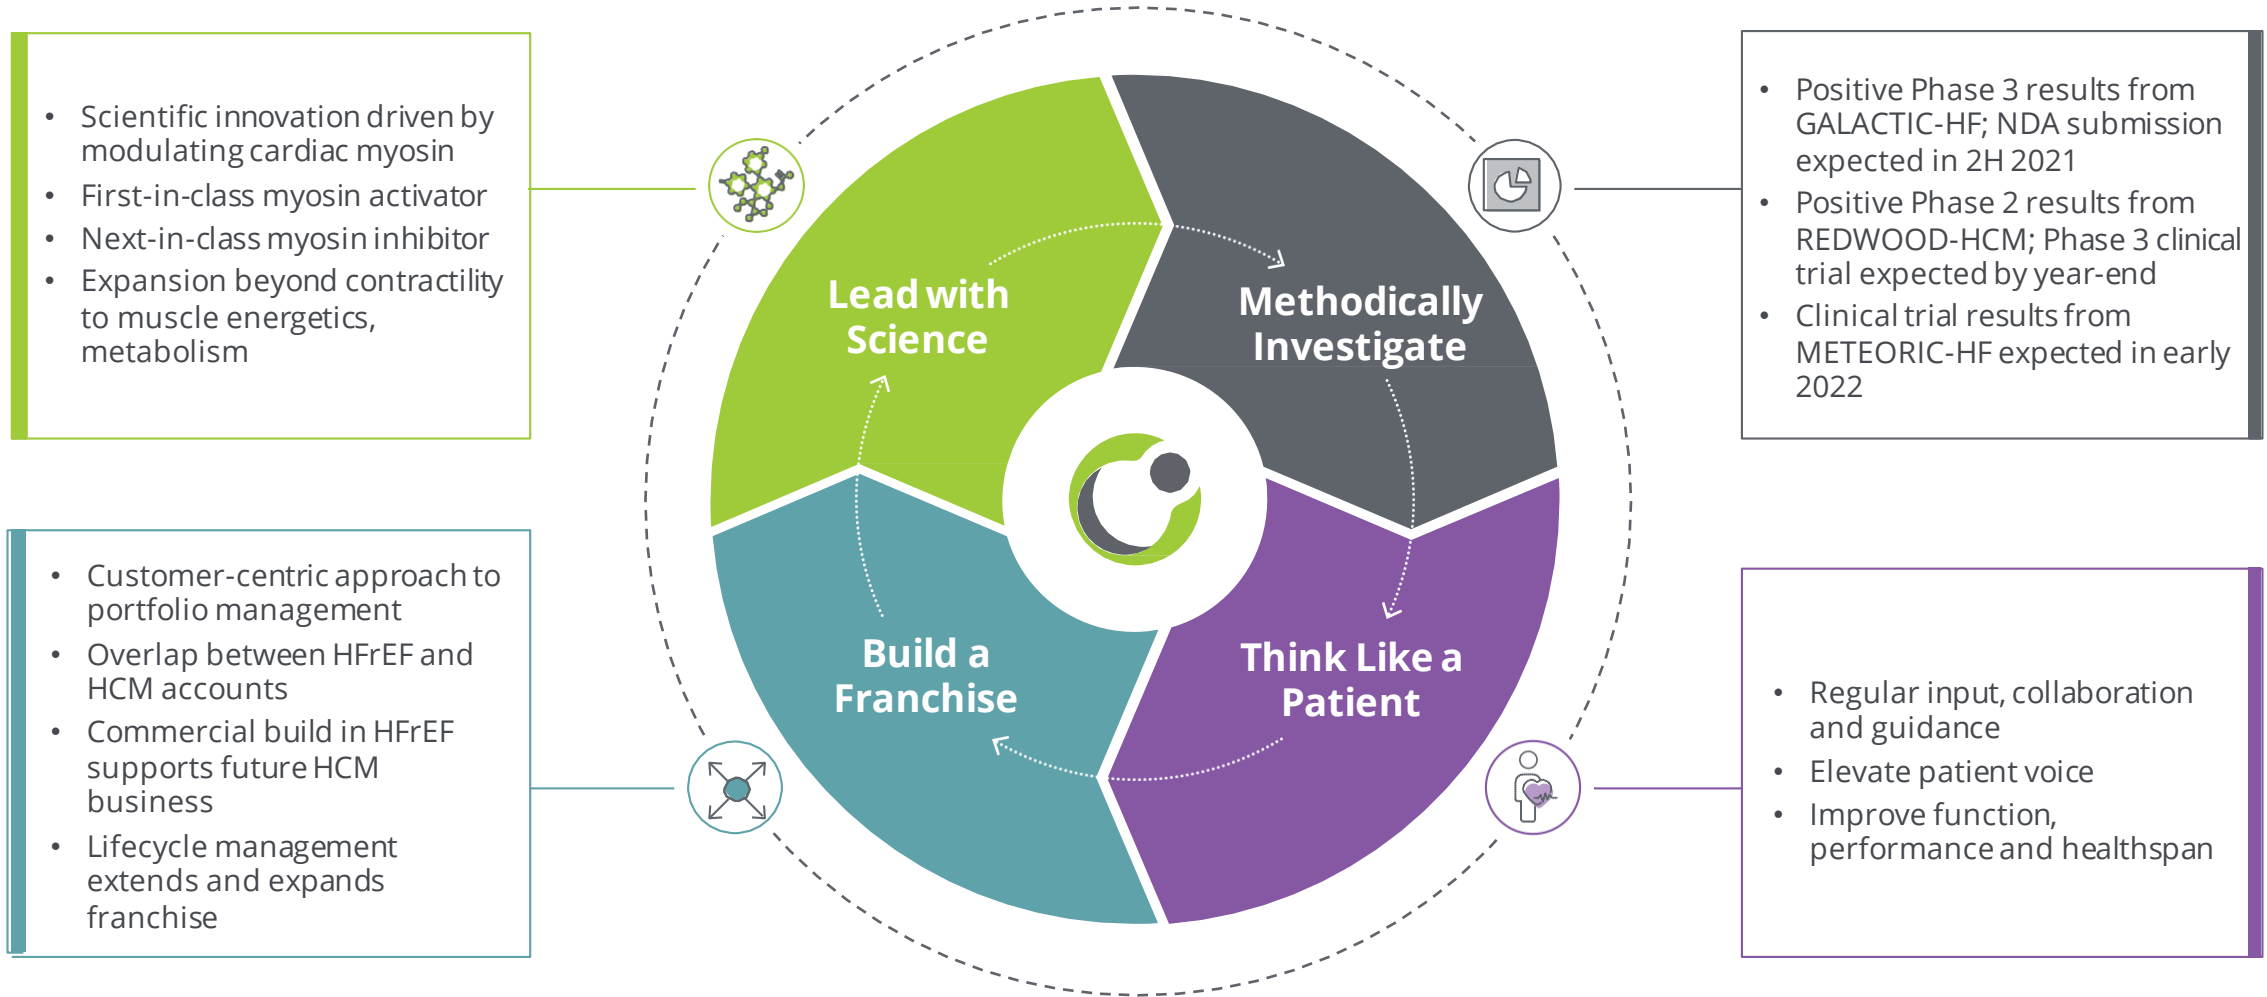 • Scientific innovation driven by
modulating cardiac myosin
• First-in-class myosin activator
• Next-in-class myosin inhibitor
• Expansion beyond contractility
to muscle energetics,
metabolism
Lead with
Science
Methodically
Investigate
• Positive Phase 3 results from
GALACTIC-HF; NDA submission
expected in 2H 2021
• Positive Phase 2 results from
REDWOOD-HCM; Phase 3 clinical
trial expected by year-end
• Clinical trial results from
METEORIC-HF expected in early
2022
• Customer-centric approach to
portfolio management
• Overlap between HFrEF and
HCM accounts
• Commercial build in HFrEF
supports future HCM
business
• Lifecycle management
extends and expands
franchise
Build a
Franchise
Think Like a
Patient
• Regular input, collaboration
and guidance
• Elevate patient voice
• Improve function,
performance and healthspan